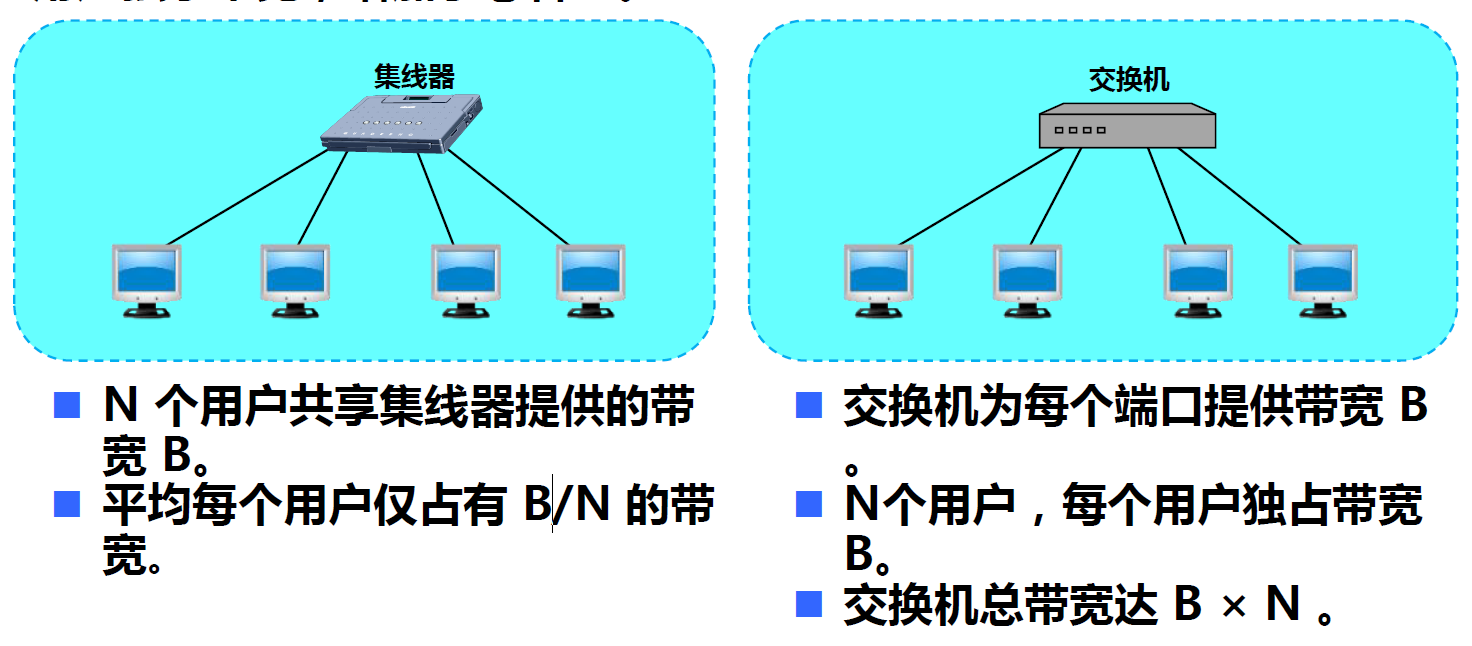 集线器
N 个用户共享集线器提供的带
宽 B。
平均每个用户仅占有 B/N 的带
宽。
交换机
交换机为每个端口提供带宽 B
。
N个用户，每个用户独占带宽
B。
交换机总带宽达 B × N 。